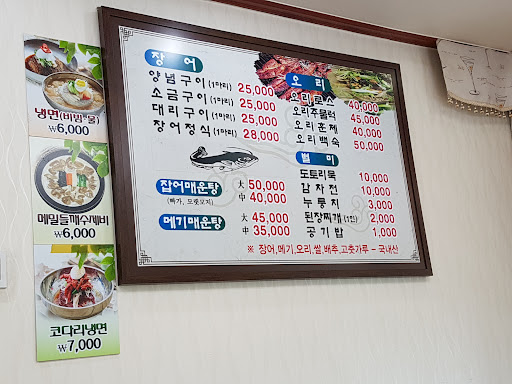 냉면(비빔·물)
₩6,000
메밀들깨수제비
₩6,000
코다리냉면
₩7,000
장어
양념구이(1마리) 25,000
소금구이(1마리) 25,000
대리구이(1마리) 25,000
장어정식(1마리) 28,000
잡어매운탕 大 50,000
(빠가, 모랫모지) 中 40,000
메기매운탕 大 45,000
中 35,000
오리
오리로스 40,000
오리주물럭 45,000
오리훈제 40,000
오리백숙 50,000
별미
도토리묵 10,000
감자전 10,000
누룽지 3,000
된장찌개(1인) 2,000
공기밥 1,000
※ 장어,메기,오리,쌀,배추,고춧가루 - 국내산